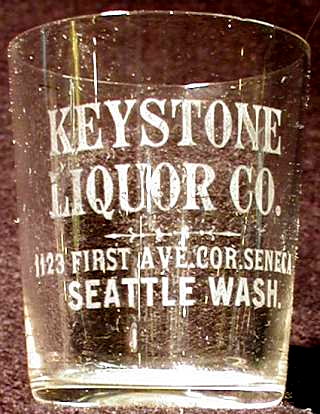 KEYSTONE
LIQUOR CO.
1123 FIRST AVE. COR. SENECA
SEATTLE WASH.